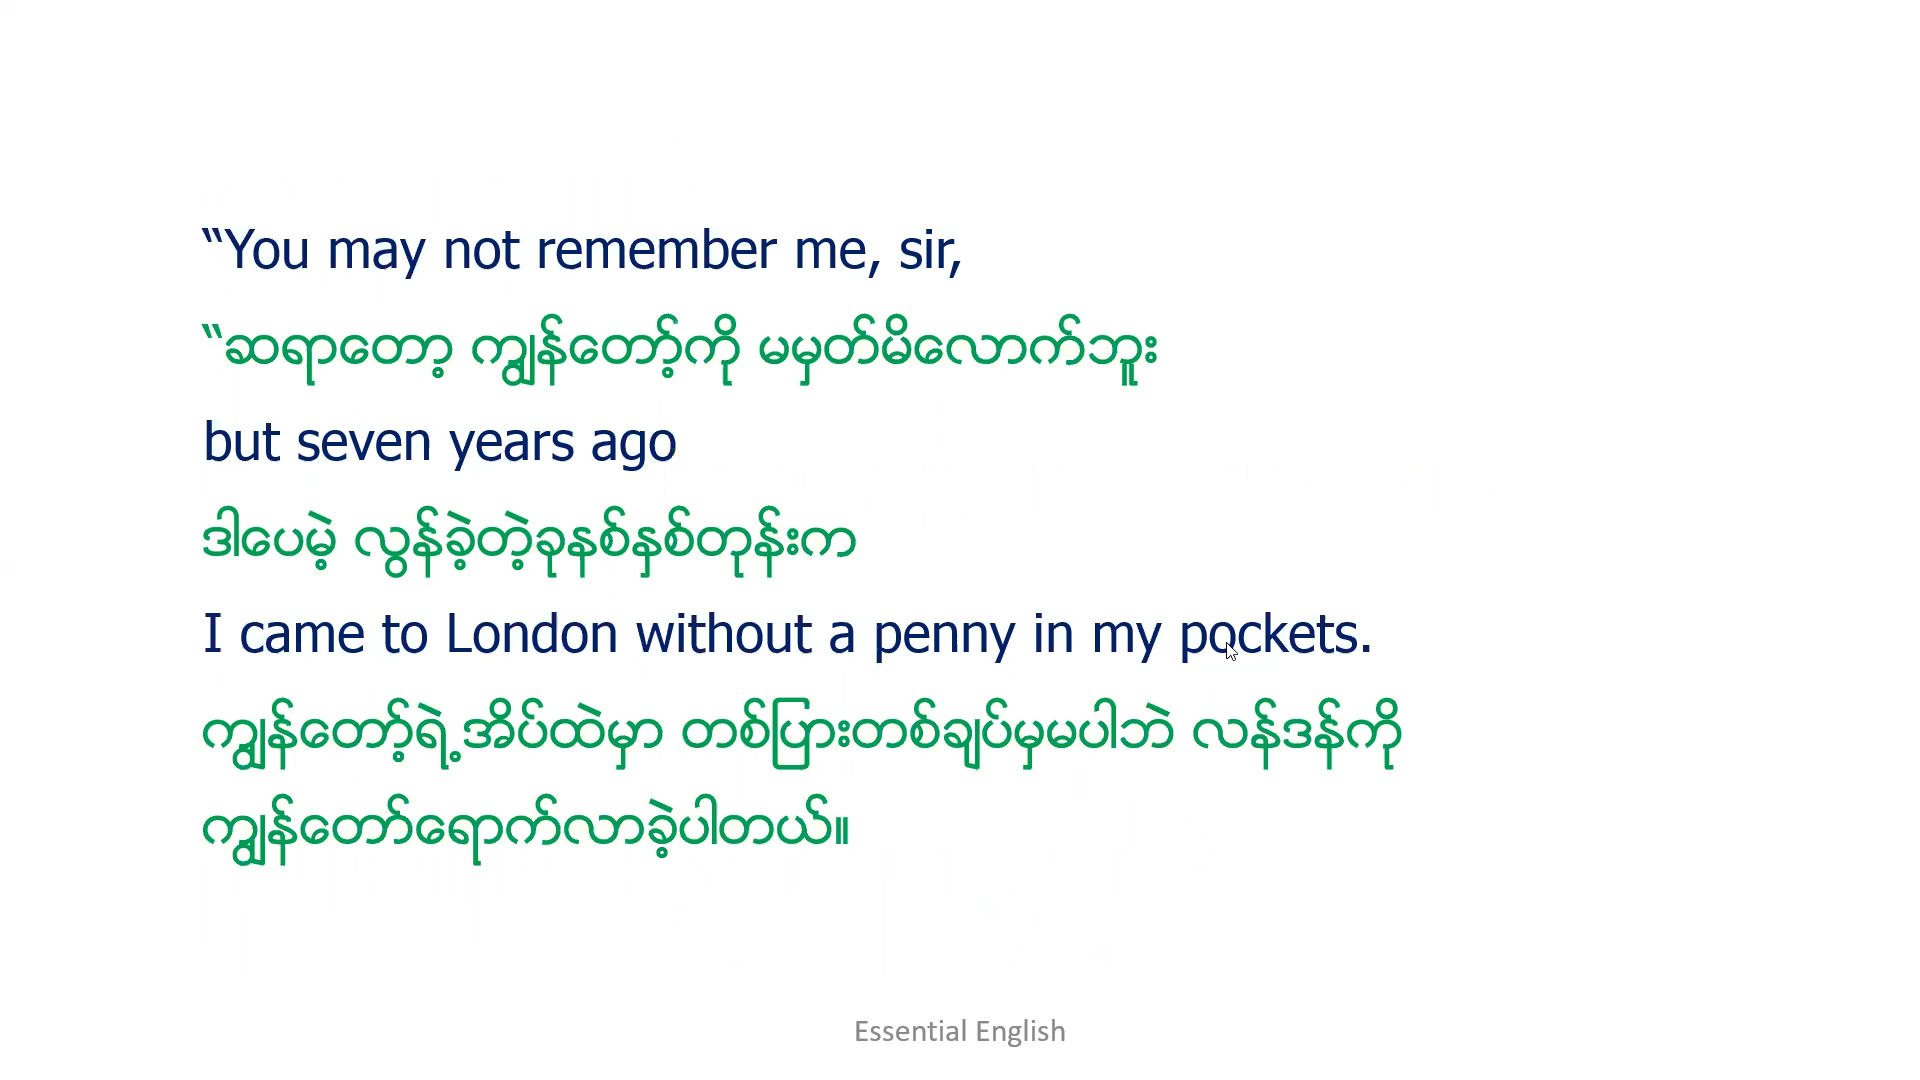 “You may not remember me, sir,
“ဆရာတော့ ကျွန်တော့်ကို မမှတ်မိလောက်ဘူး
but seven years ago
ဒါပေမဲ့ လွန်ခဲ့တဲ့ခုနစ်နှစ်တုန်းက
I came to London without a penny in my pockets.
ကျွန်တော့်ရဲ့အိပ်ထဲမှာ တစ်ပြားတစ်ချပ်မှမပါဘဲ လန်ဒန်ကို
ကျွန်တော်ရောက်လာခဲ့ပါတယ်။
Essential English